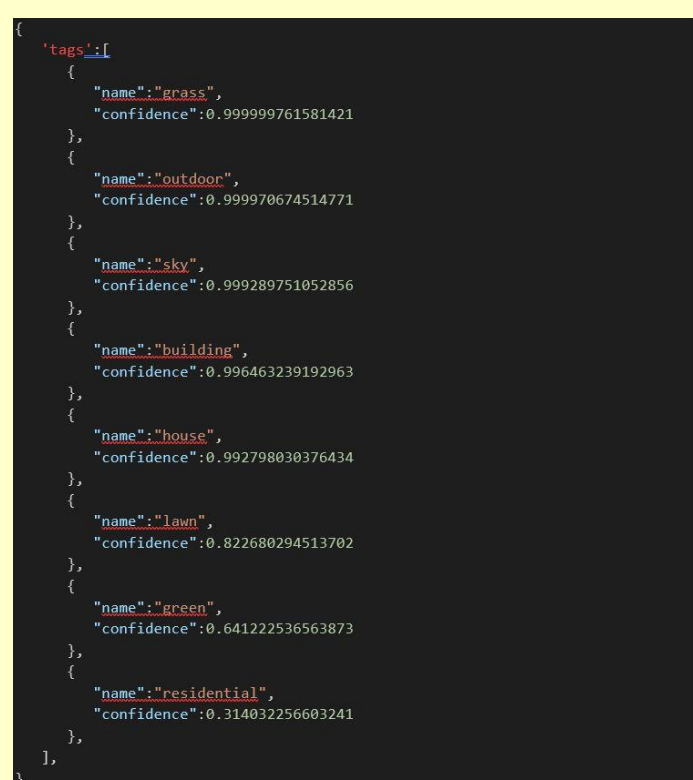 {
'tags':[
{
"name":"grass",
"confidence":0.999999761581421
},
{
"name":"outdoor",
"confidence":0.999970674514771
},
{
"name":"sky",
"confidence":0.999289751052856
},
{
"name":"building",
"confidence":0.996463239192963
},
{
"name":"house",
"confidence":0.992798030376434
},
{
"name":"lawn",
"confidence":0.822680294513702
},
{
"name":"green",
"confidence":0.641222536563873
},
{
"name":"residential",
"confidence":0.314032256603241
},
],
}